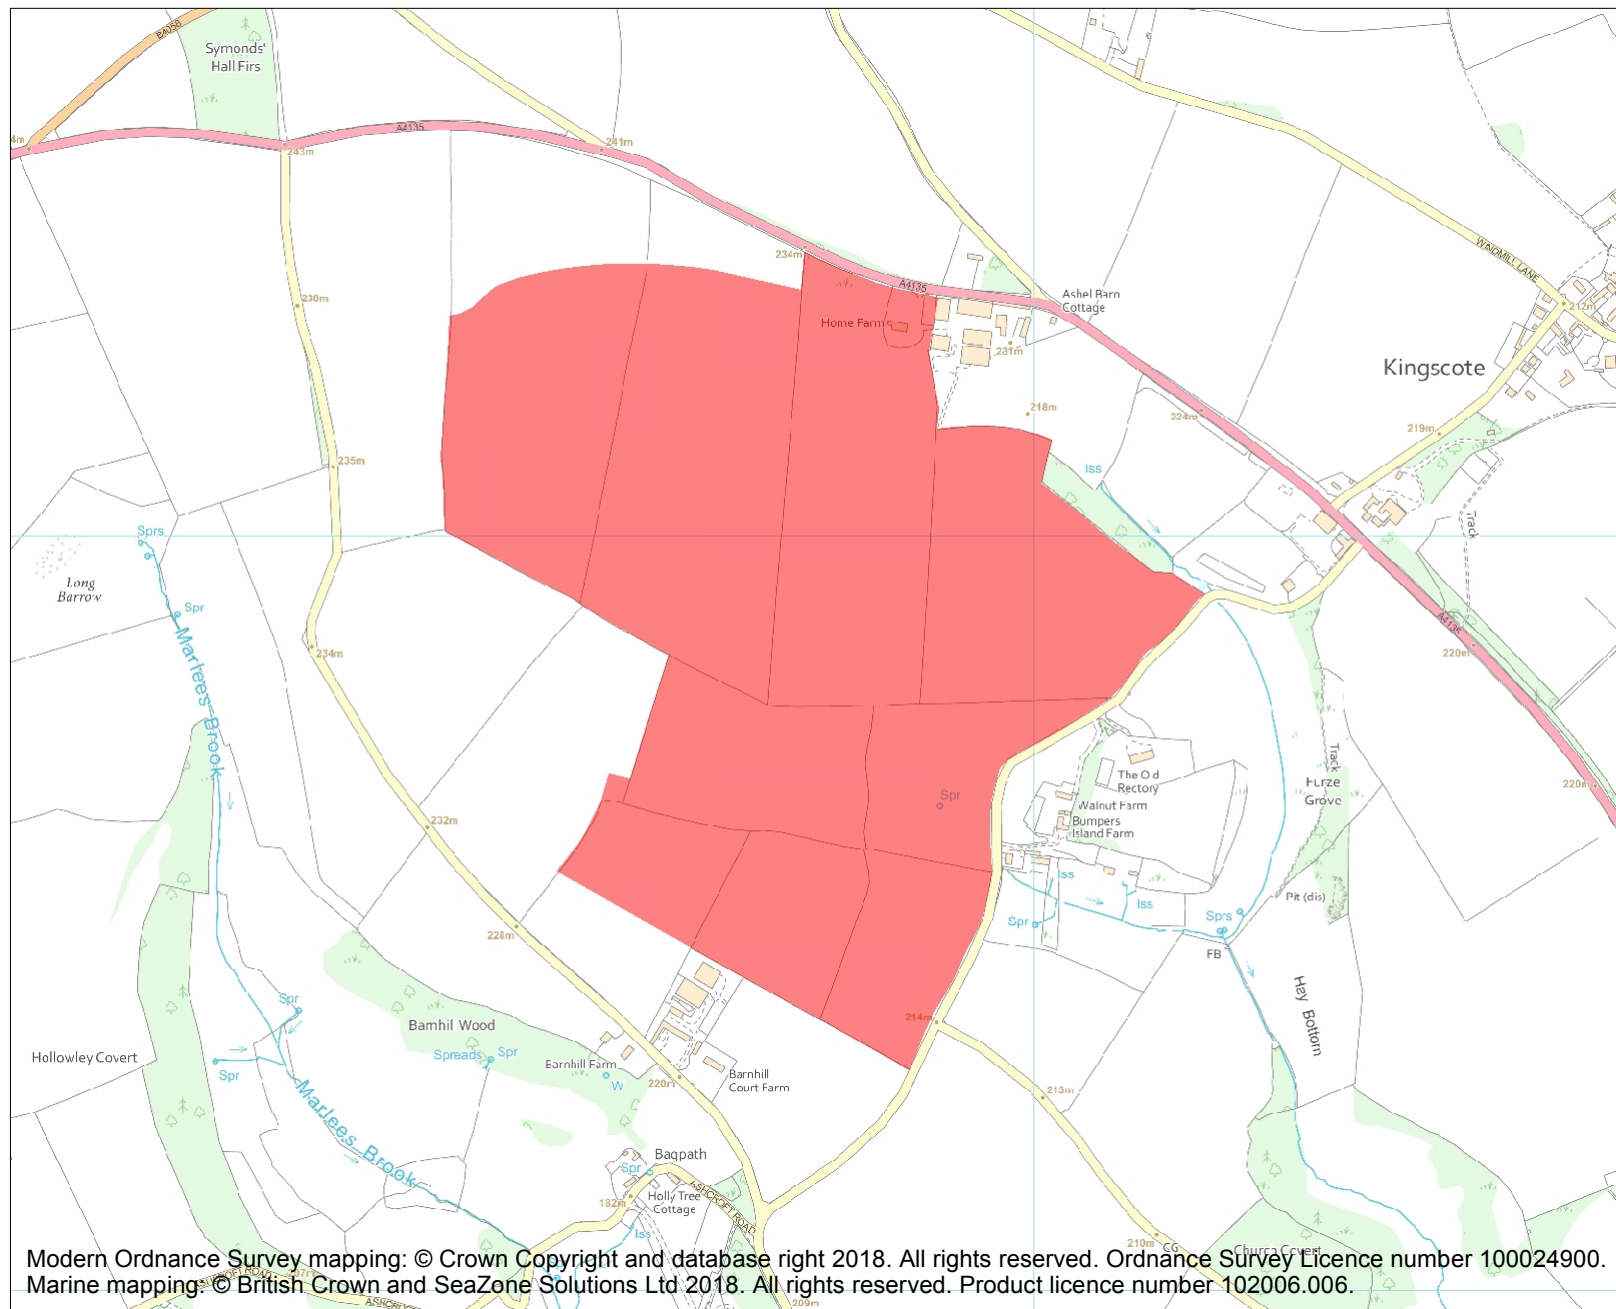 B4058
Symonds'
Hall Firs
A4135
243m
241m
WINDMILL LANE
234m
A4135
Ashel Barn
Cottage
238m
212m
Home Farm
231m
Kingscote
218m
224m
219m
235m
Iss
Track
Sprs
Long
Barrow
Spr
Marlees Brook
A4135
220m
234m
Track
The Old
Rectory
Furze
Grove
220m
Spr
Walnut Farm
Bumpers
Island Farm
232m
Iss
Iss
Pit (dis)
Spr
Sprs
228m
FB
Hay Bottom
Spr
214m
Barnhill Wood
Hollowley Covert
Spreads
Spr
Barnhill Farm
Spr
W
220m
Barnhill
Court Farm
213m
Marlees Brook
Bagpath
Spr
Holly Tree
Cottage
ASHCROFT ROAD
182m
Iss
210m
CG
Church Covert
Modern Ordnance Survey mapping: © Crown Copyright and database right 2018. All rights reserved. Ordnance Survey Licence number 100024900.
Marine mapping: © British Crown and SeaZone Solutions Ltd 2018. All rights reserved. Product licence number 102006.006.
209m